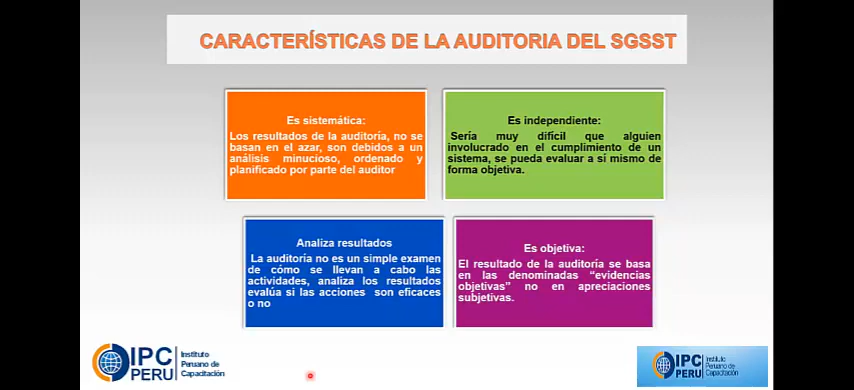 CARACTERÍSTICAS DE LA AUDITORIA DEL SGSST
Es sistemática:
Los resultados de la auditoría, no se
basan en el azar, son debidos a un
análisis minucioso, ordenado y
planificado por parte del auditor
Es independiente:
Sería muy difícil que alguien
involucrado en el cumplimiento de un
sistema, se pueda evaluar a sí mismo de
forma objetiva.
Analiza resultados
La auditoría no es un simple examen
de cómo se llevan a cabo las
actividades, analiza los resultados
evalúa si las acciones son eficaces
o no
Es objetiva:
El resultado de la auditoría se basa
en las denominadas “evidencias
objetivas” no en apreciaciones
subjetivas.
IPC
PERU
Instituto
Peruano de
Capacitación
IPC
PERU
Instituto
Peruano de
Capacitación